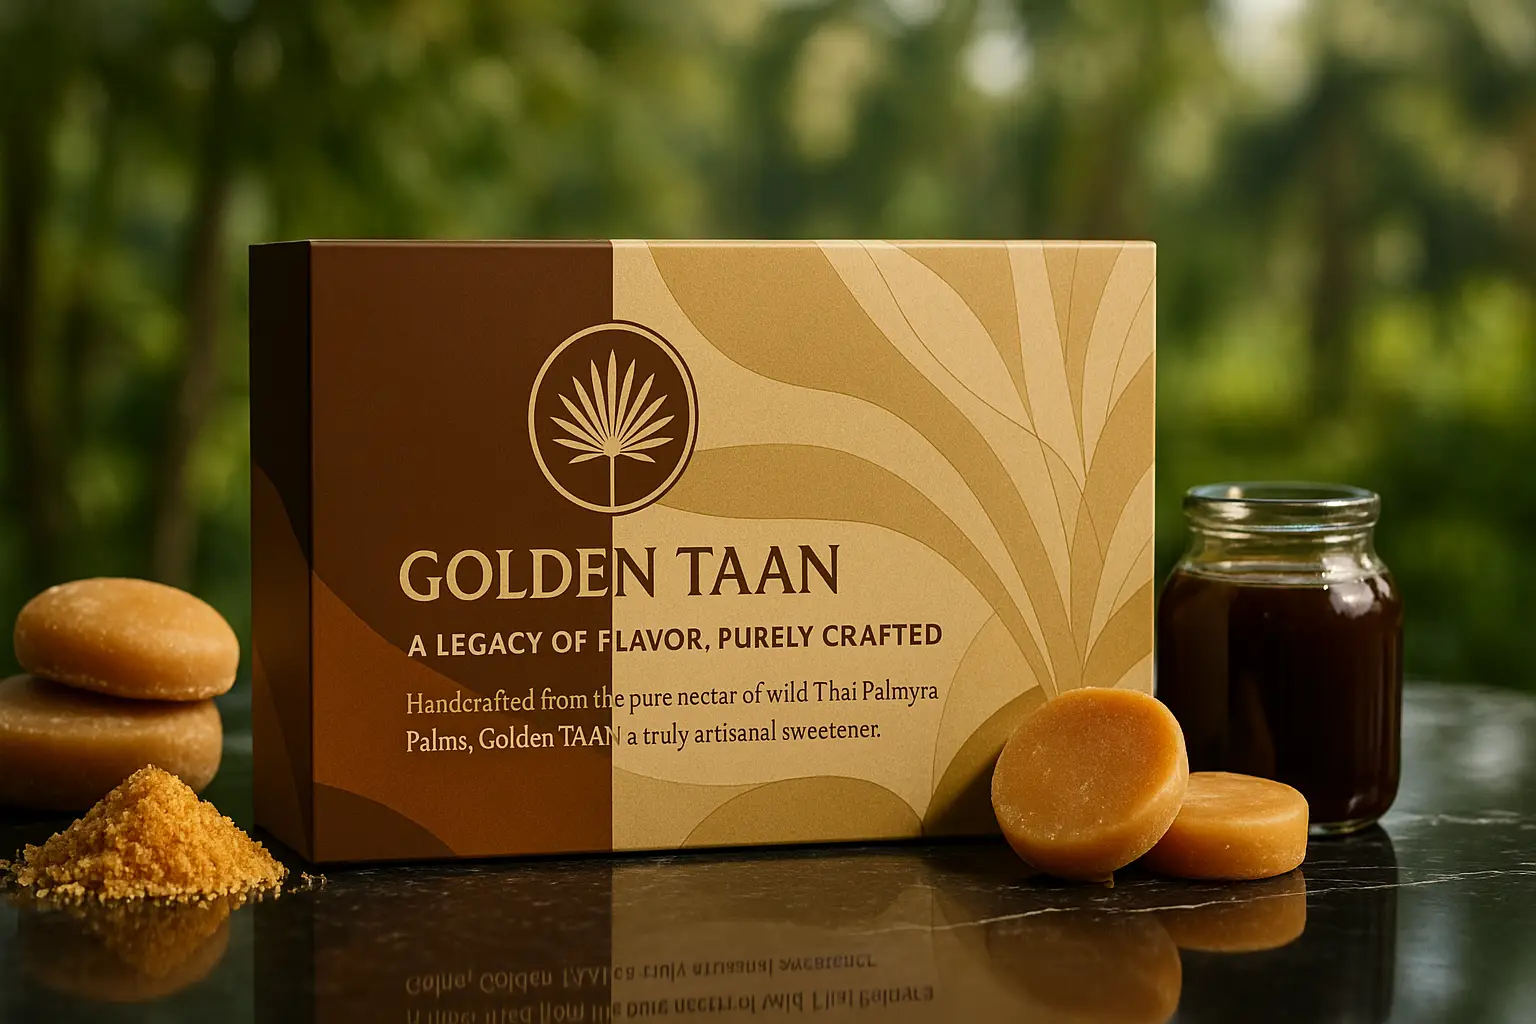 GOLDEN TAAN
A LEGACY OF FLAVOR, PURELY CRAFTED
Handcrafted from the pure nectar of wild Thai Palmyra
Palms, Golden TAAN a truly artisanal sweetener.